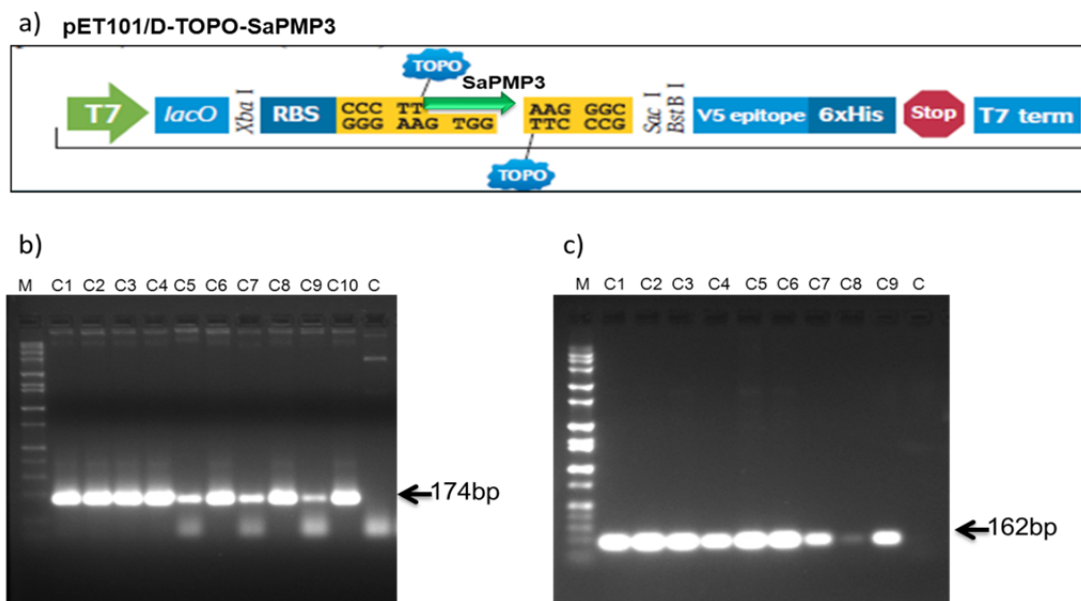 a) pET101/D-TOPO-SaPMP3
TOPO
SaPMP3
T7 lacO Xba I RBS CCC TT AAG GGC Sac I BstB I V5 epitope 6xHis Stop T7 term
GGG AAG TGG TTC CCG
TOPO
b)
M C1 C2 C3 C4 C5 C6 C7 C8 C9 C10 C
174bp
c)
M C1 C2 C3 C4 C5 C6 C7 C8 C9 C
162bp